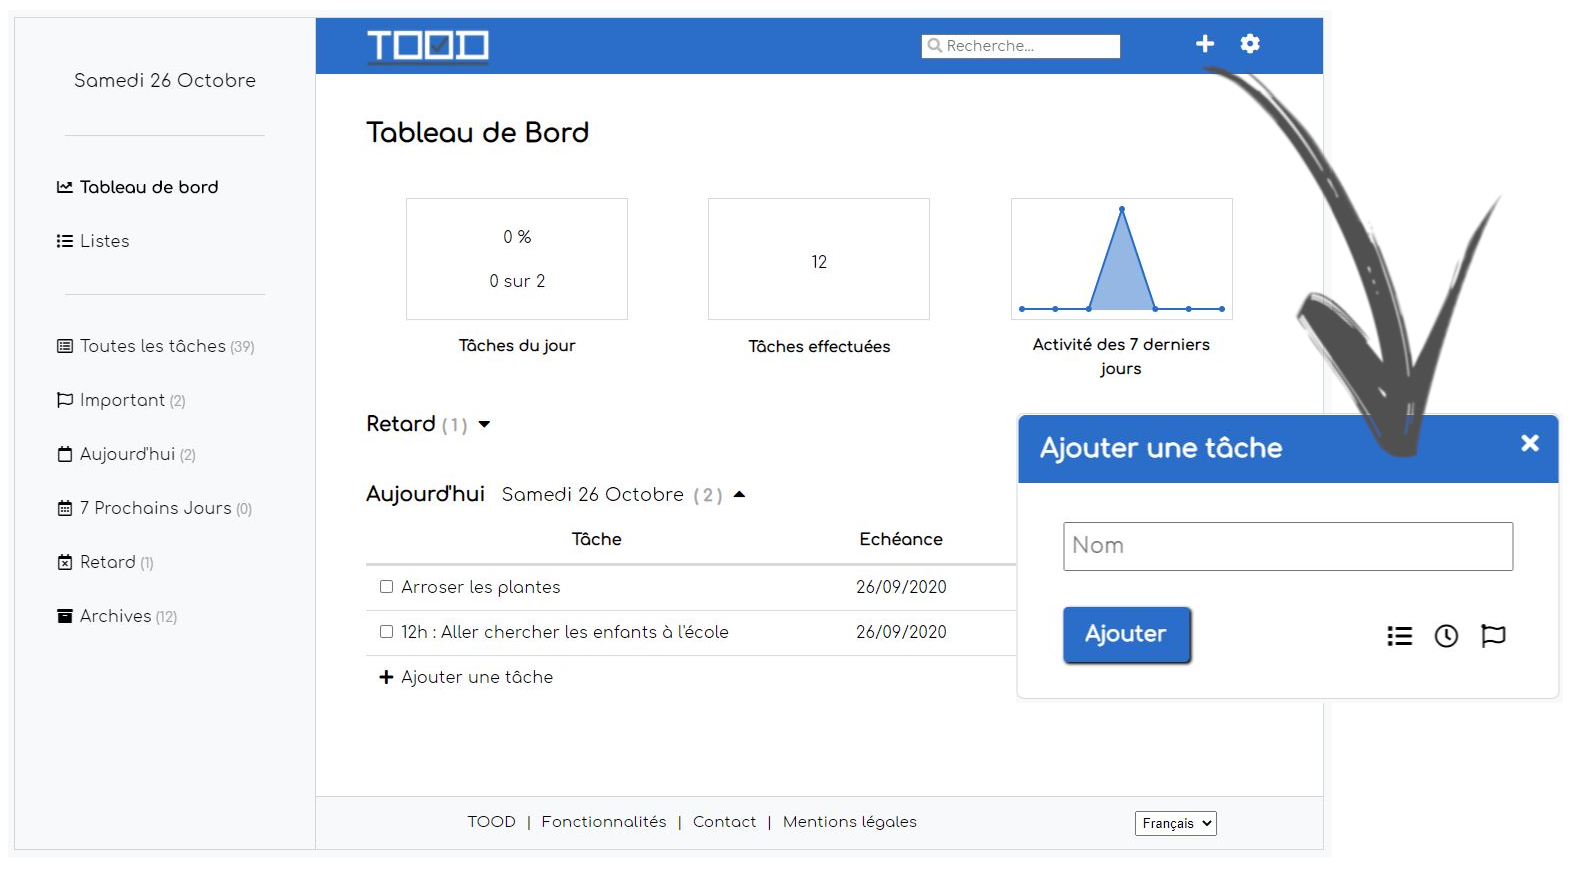 Samedi 26 Octobre
Tableau de bord
Listes
Toutes les tâches (39)
Important (2)
Aujourd'hui (2)
7 Prochains Jours (0)
Retard (1)
Archives (12)
TOOD
Recherche...
Tableau de Bord
0 %
0 sur 2
Tâches du jour
12
Tâches effectuées
Activité des 7 derniers
jours
Retard (1)
Aujourd'hui Samedi 26 Octobre (2)
Tâche Echéance
Arroser les plantes 26/09/2020
12h : Aller chercher les enfants à l'école 26/09/2020
Ajouter une tâche
Ajouter une tâche
Nom
Ajouter
TOOD | Fonctionnalités | Contact | Mentions légales
Français